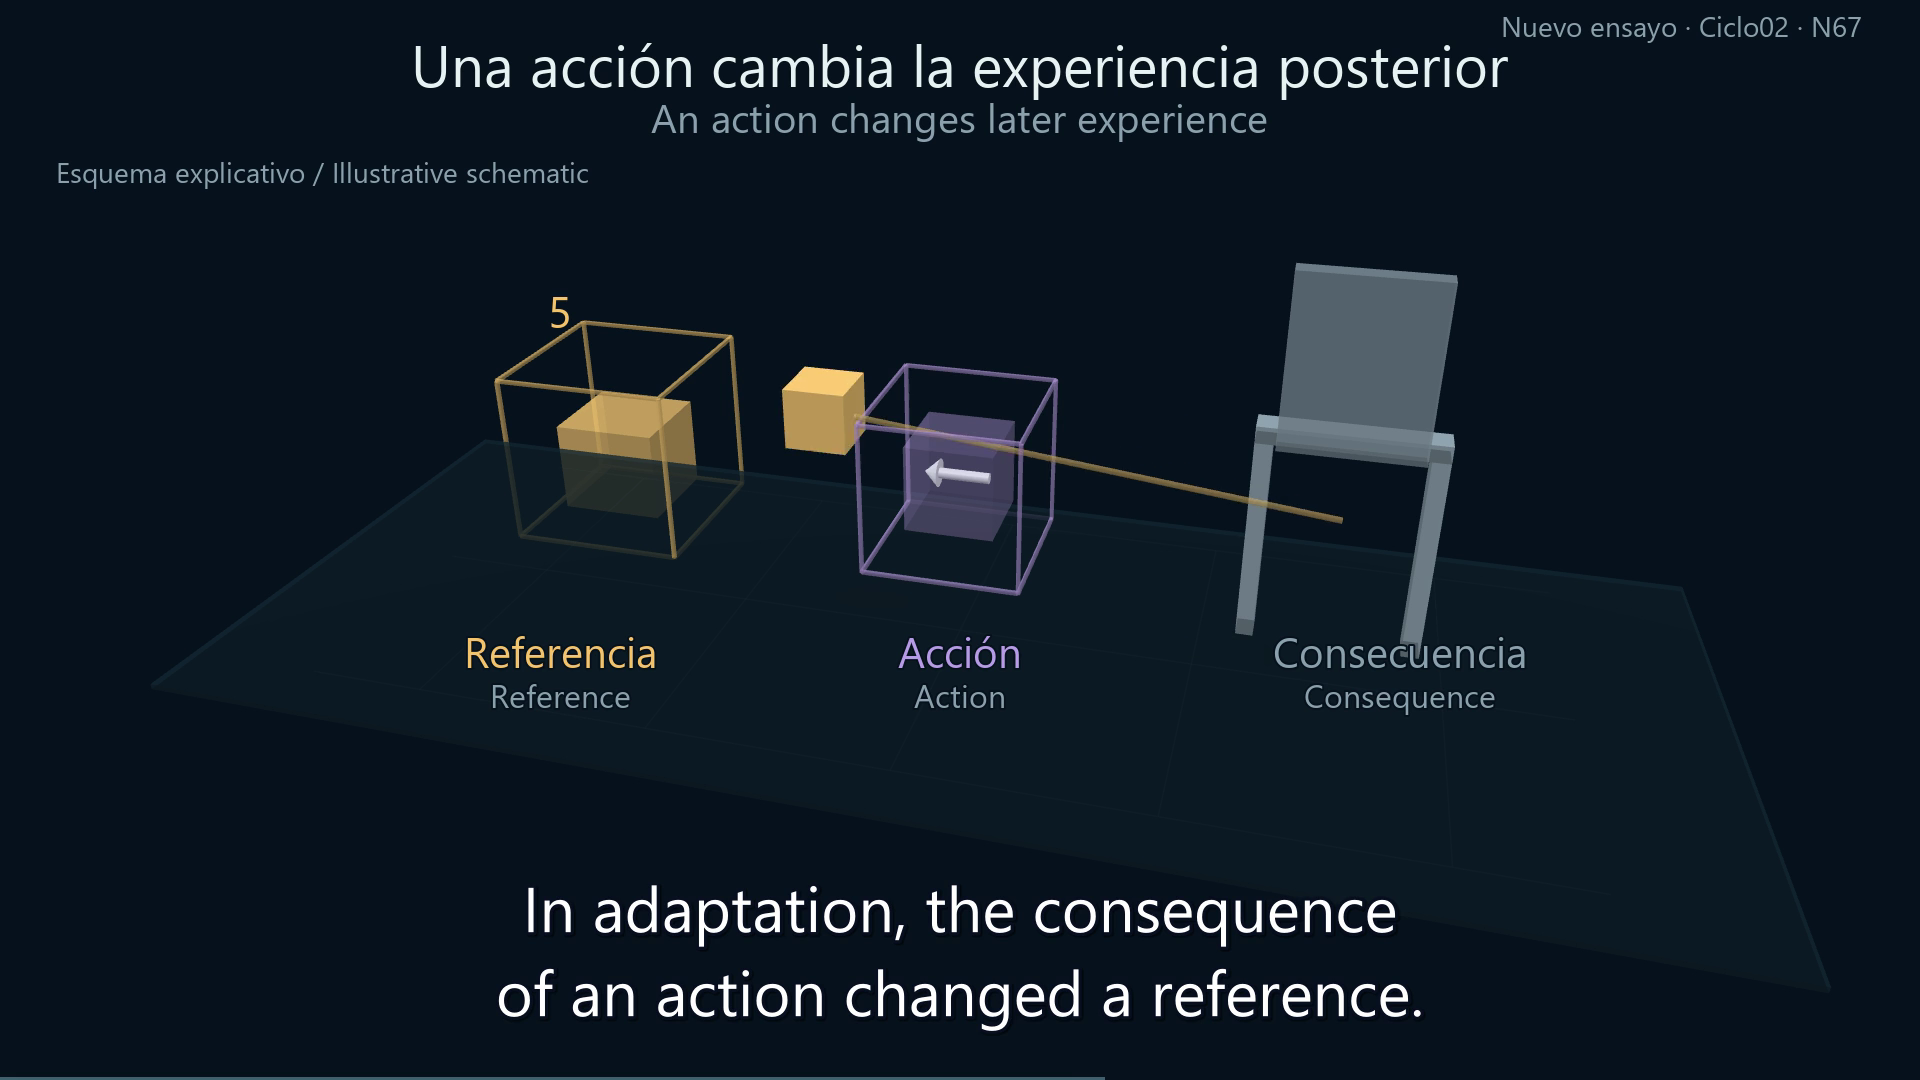 Nuevo ensayo · Ciclo02 · N67
Una acción cambia la experiencia posterior
An action changes later experience
Esquema explicativo / Illustrative schematic
5
Referencia
Reference
Acción
Action
Consecuencia
Consequence
In adaptation, the consequence
of an action changed a reference.